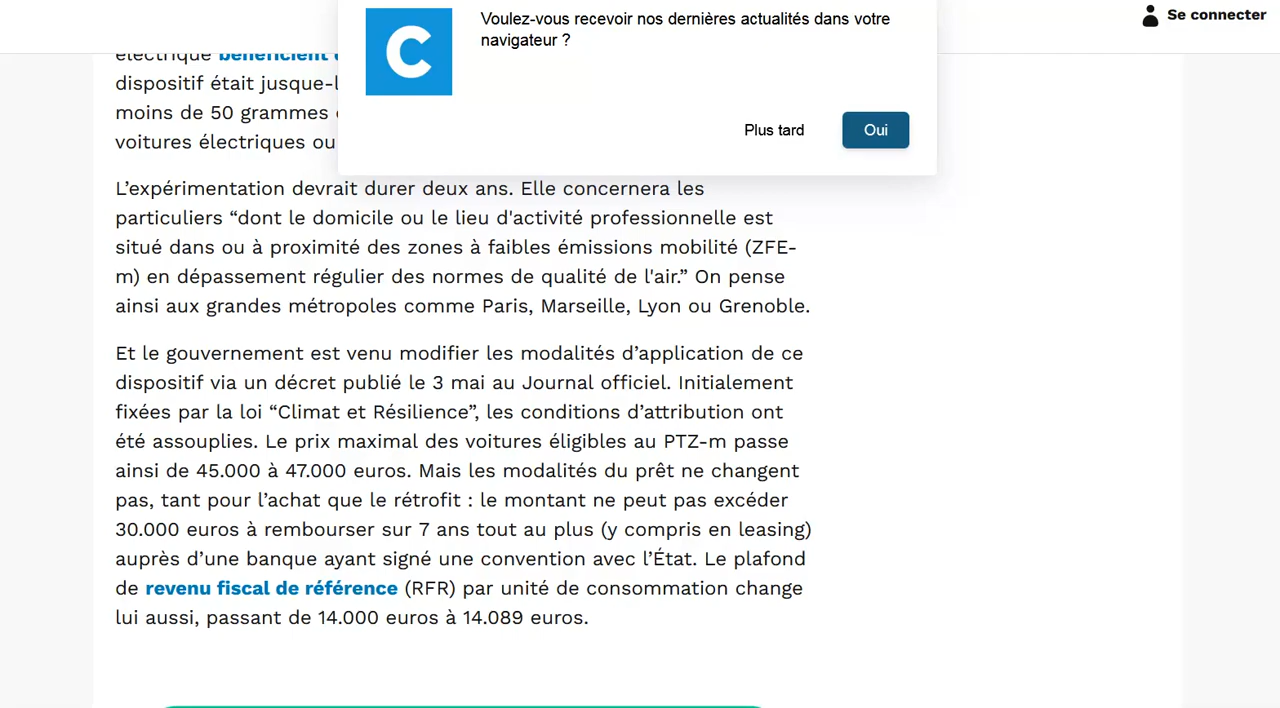 Voulez-vous recevoir nos dernières actualités dans votre
navigateur ?
Se connecter
C
Plus tard
Oui
électrique bénéficient
dispositif était jusque-l
moins de 50 grammes
voitures électriques ou
L’expérimentation devrait durer deux ans. Elle concernera les
particuliers “dont le domicile ou le lieu d'activité professionnelle est
situé dans ou à proximité des zones à faibles émissions mobilité (ZFE-
m) en dépassement régulier des normes de qualité de l'air.” On pense
ainsi aux grandes métropoles comme Paris, Marseille, Lyon ou Grenoble.
Et le gouvernement est venu modifier les modalités d’application de ce
dispositif via un décret publié le 3 mai au Journal officiel. Initialement
fixées par la loi “Climat et Résilience”, les conditions d’attribution ont
été assouplies. Le prix maximal des voitures éligibles au PTZ-m passe
ainsi de 45.000 à 47.000 euros. Mais les modalités du prêt ne changent
pas, tant pour l’achat que le rétrofit : le montant ne peut pas excéder
30.000 euros à rembourser sur 7 ans tout au plus (y compris en leasing)
auprès d’une banque ayant signé une convention avec l’État. Le plafond
de revenu fiscal de référence (RFR) par unité de consommation change
lui aussi, passant de 14.000 euros à 14.089 euros.